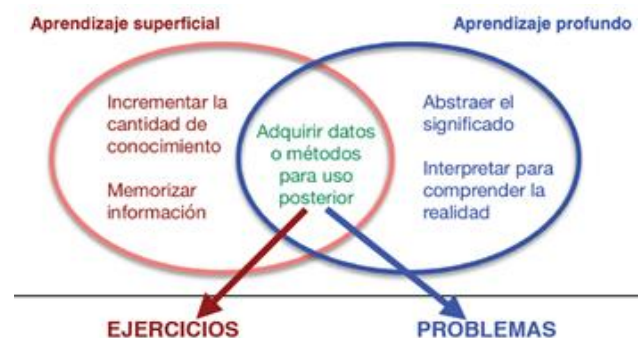 Aprendizaje superficial
Aprendizaje profundo
Incrementar la
cantidad de
conocimiento
Memorizar
información
Adquirir datos
o métodos
para uso
posterior
Abstraer el
significado
Interpretar para
comprender la
realidad
EJERCICIOS
PROBLEMAS